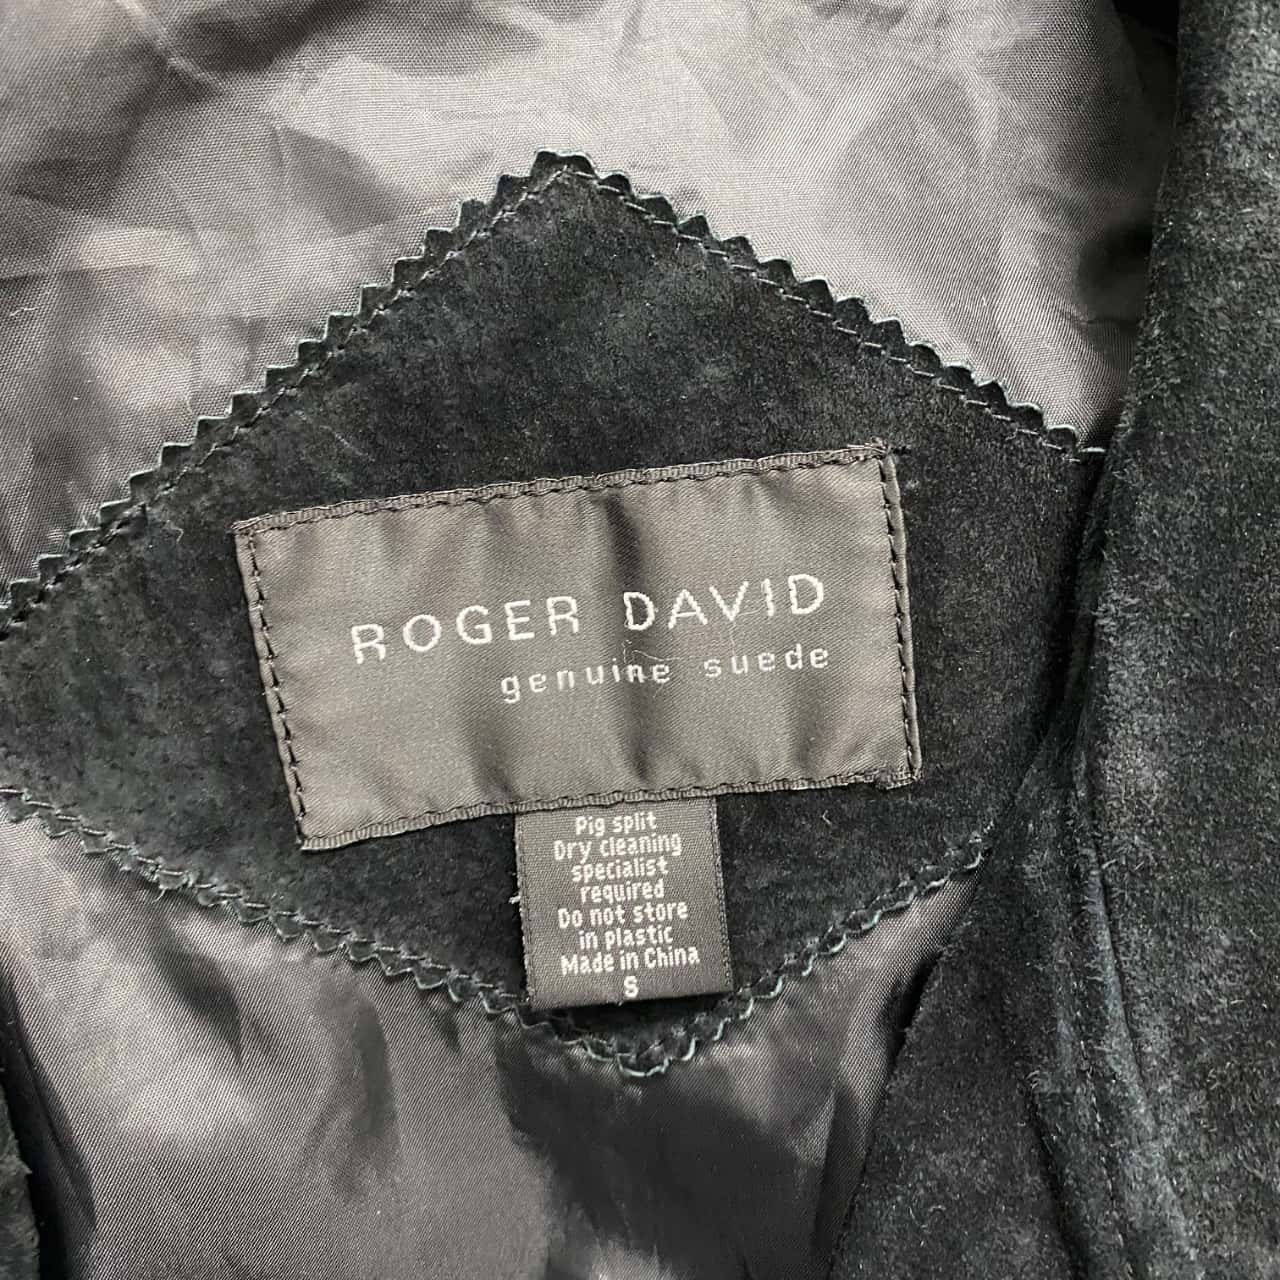 ROGER DAVID
genuine suede
Pig split
Dry cleaning
specialist
required
Do not store
in plastic
Made in China
S